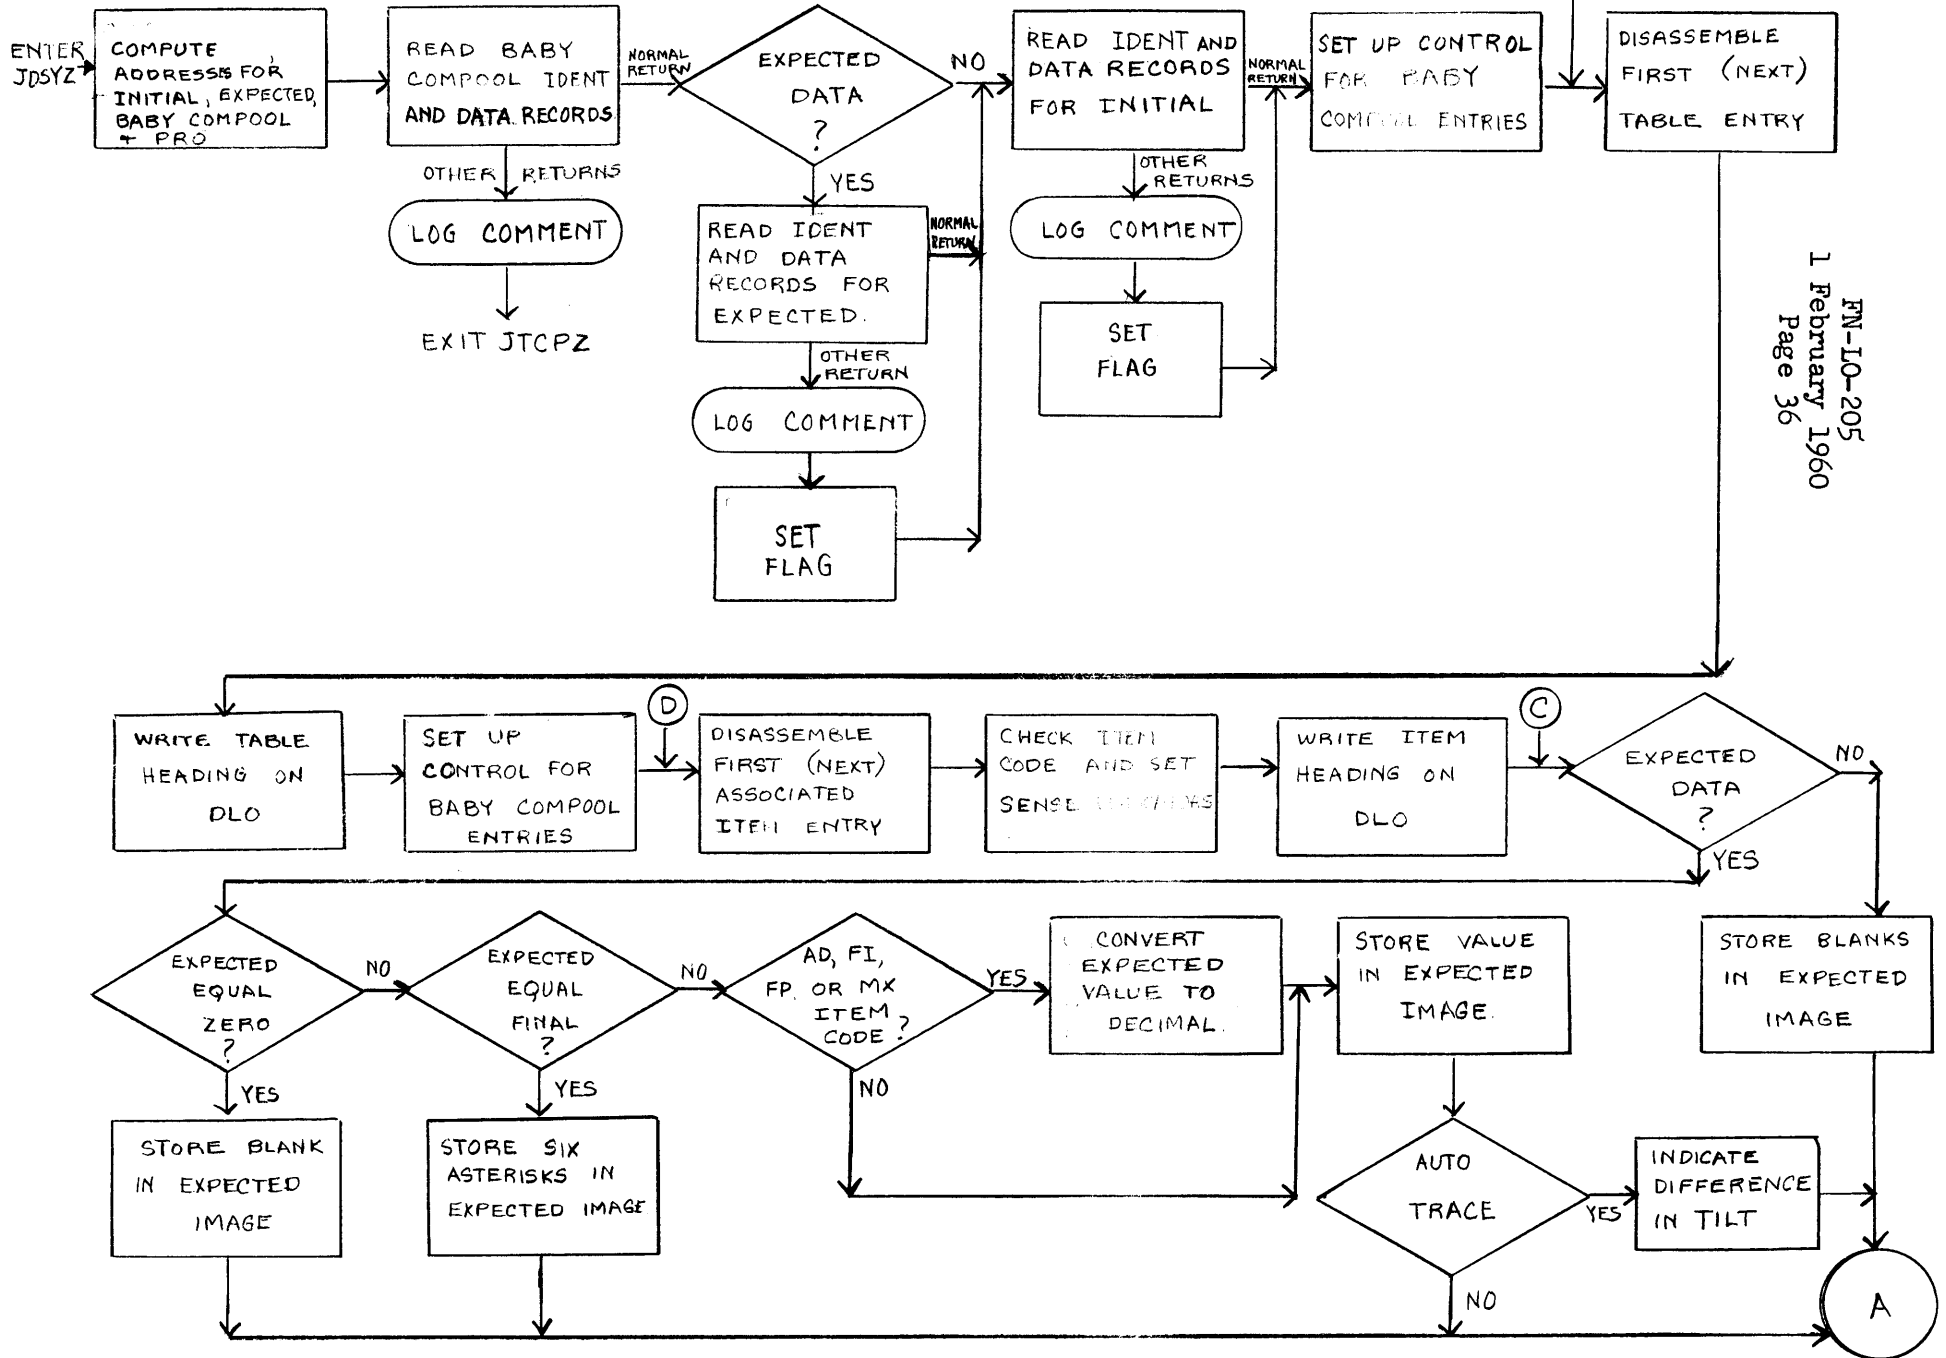 ENTER
JDSYZ
COMPUTE
ADDRESSES FOR
INITIAL, EXPECTED,
BABY COMPOOL
+ PRO
READ BABY
COMPOOL IDENT
AND DATA RECORDS
NORMAL
RETURN
OTHER RETURNS
LOG COMMENT
EXIT JTCPZ
EXPECTED
DATA
?
NO
YES
READ IDENT
AND DATA
RECORDS FOR
EXPECTED.
NORMAL
RETURN
OTHER
RETURN
LOG COMMENT
SET
FLAG
READ IDENT AND
DATA RECORDS
FOR INITIAL
NORMAL
RETURN
OTHER
RETURNS
LOG COMMENT
SET
FLAG
SET UP CONTROL
FOR BABY
COMPOOL ENTRIES
DISASSEMBLE
FIRST (NEXT)
TABLE ENTRY
FN-LO-205
1 February 1960
Page 36
WRITE TABLE
HEADING ON
DLO
SET UP
CONTROL FOR
BABY COMPOOL
ENTRIES
D
DISASSEMBLE
FIRST (NEXT)
ASSOCIATED
ITEM ENTRY
CHECK ITEM
CODE AND SET
SENSE
WRITE ITEM
HEADING ON
DLO
C
EXPECTED
DATA
?
NO
YES
EXPECTED
EQUAL
ZERO
?
NO
YES
EXPECTED
EQUAL
FINAL
?
NO
YES
AD, FI,
FP. OR MX
ITEM
CODE ?
YES
NO
CONVERT
EXPECTED
VALUE TO
DECIMAL.
STORE VALUE
IN EXPECTED
IMAGE.
STORE BLANKS
IN EXPECTED
IMAGE
STORE BLANK
IN EXPECTED
IMAGE
STORE SIX
ASTERISKS IN
EXPECTED IMAGE
AUTO
TRACE
YES
NO
INDICATE
DIFFERENCE
IN TILT
A